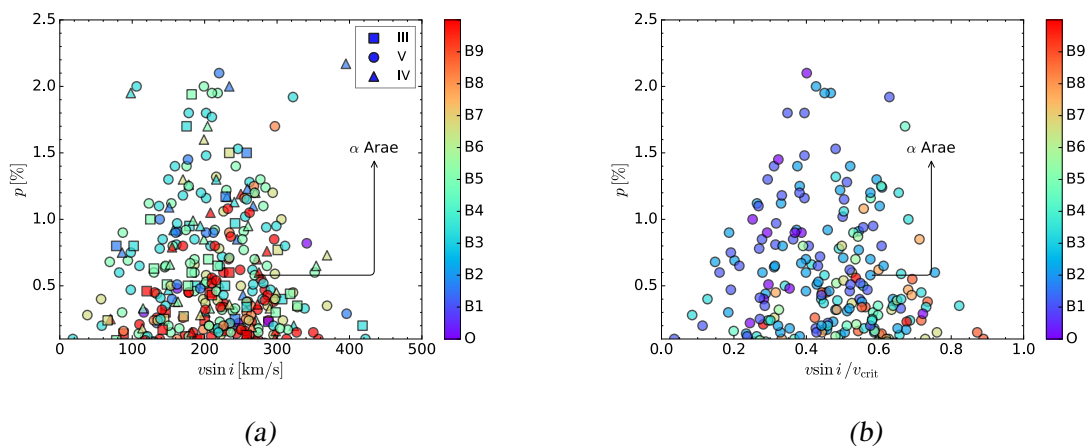 2.5
2.0
1.5
1.0
0.5
p [%]
0 100 200 300 400 500
v sin i [km/s]
III
V
IV
α Arae
B9
B8
B7
B6
B5
B4
B3
B2
B1
O
(a)
2.5
2.0
1.5
1.0
0.5
p [%]
0.0 0.2 0.4 0.6 0.8 1.0
v sin i / v_crit
α Arae
B9
B8
B7
B6
B5
B4
B3
B2
B1
O
(b)